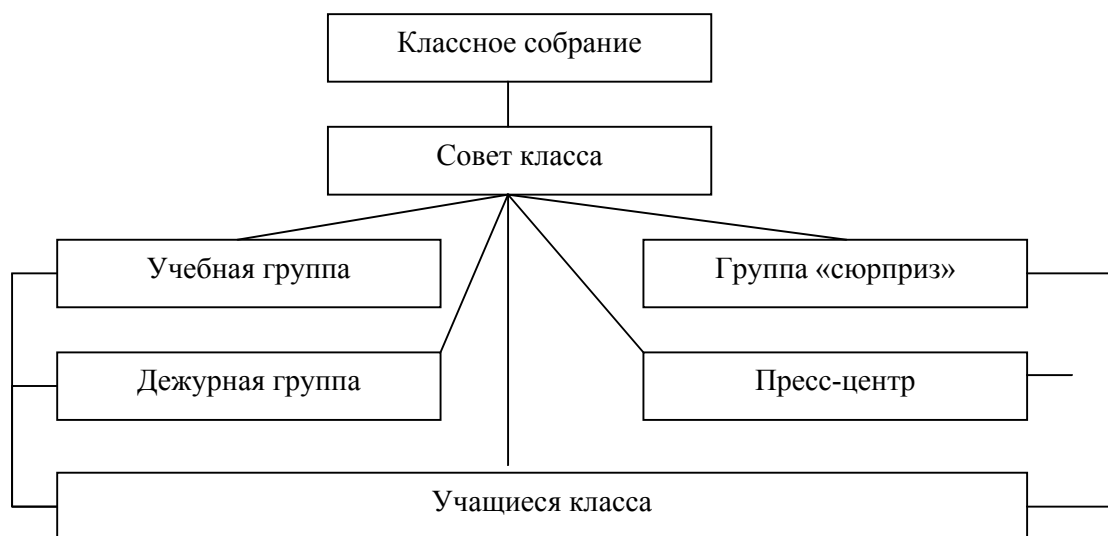 Классное собрание
Совет класса
Учебная группа
Группа «сюрприз»
Дежурная группа
Пресс-центр
Учащиеся класса